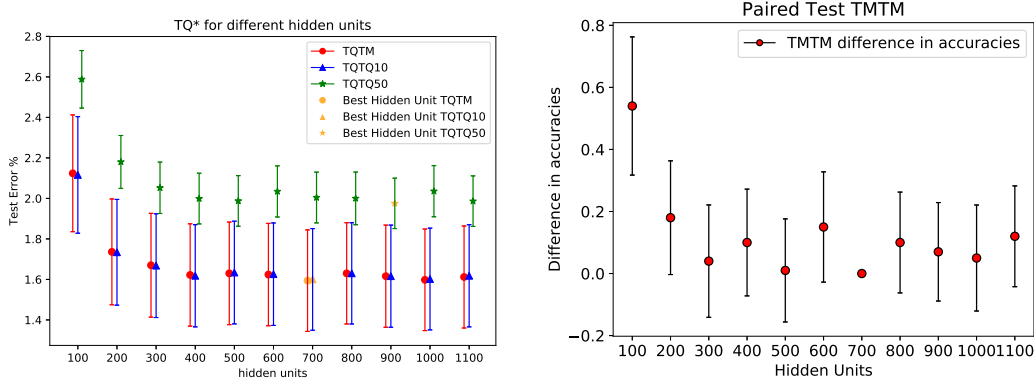 TQ* for different hidden units
2.8
2.6
2.4
2.2
2.0
1.8
1.6
1.4
Test Error %
TQTM
TQTQ10
TQTQ50
Best Hidden Unit TQTM
Best Hidden Unit TQTQ10
Best Hidden Unit TQTQ50
100 200 300 400 500 600 700 800 900 1000 1100
hidden units
Paired Test TMTM
0.8
0.6
0.4
0.2
0.0
−0.2
Difference in accuracies
TMTM difference in accuracies
100 200 300 400 500 600 700 800 900 1000 1100
Hidden Units